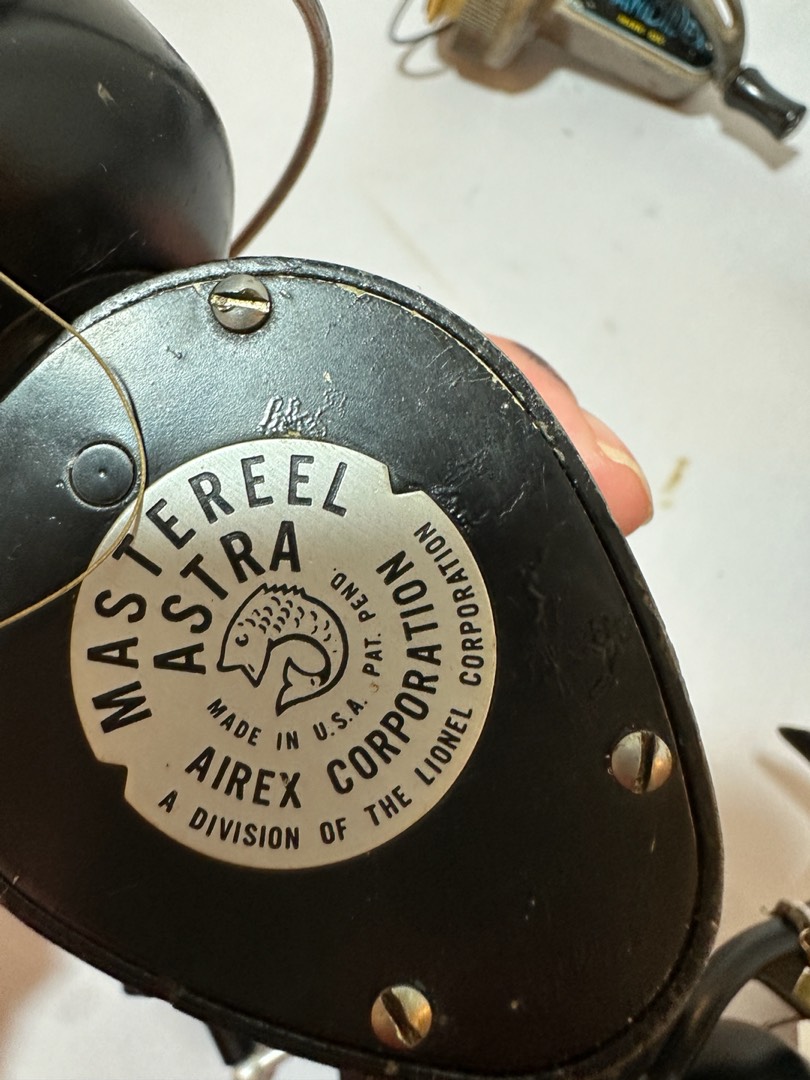 MASTEREEL
ASTRA
MADE IN U.S.A. PAT. PEND.
AIREX CORPORATION
A DIVISION OF THE LIONEL CORPORATION